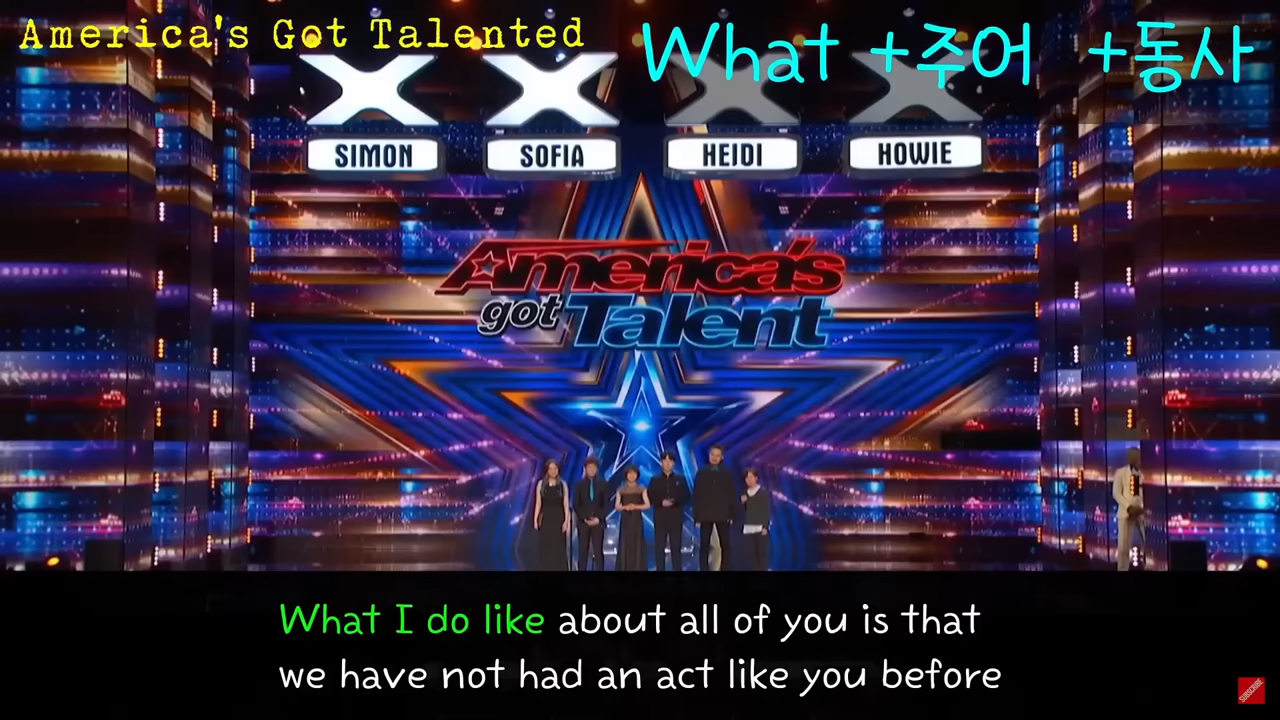 America's Got Talented
What +주어 +동사
SIMON
SOFIA
HEIDI
HOWIE
America's
got Talent
What I do like about all of you is that
we have not had an act like you before
SUBSCRIBE